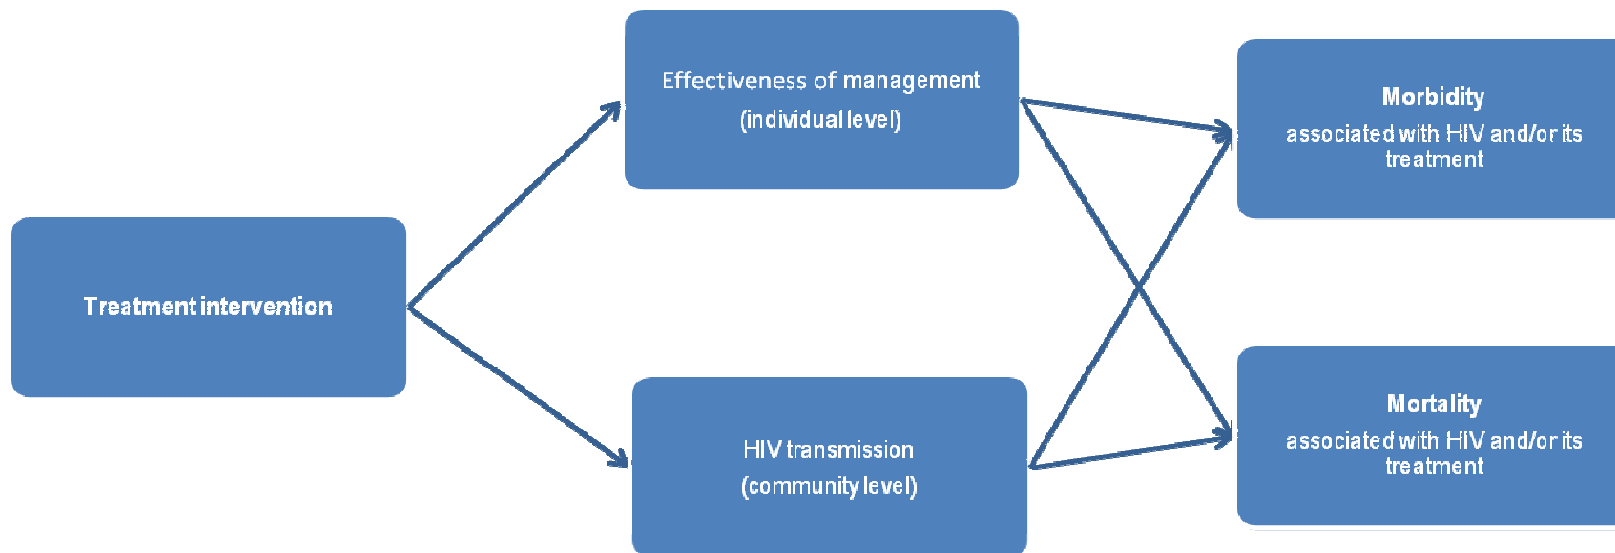 Effectiveness of management
(individual level)
Morbidity
associated with HIV and/or its
treatment
Treatment intervention
HIV transmission
(community level)
Mortality
associated with HIV and/or its
treatment